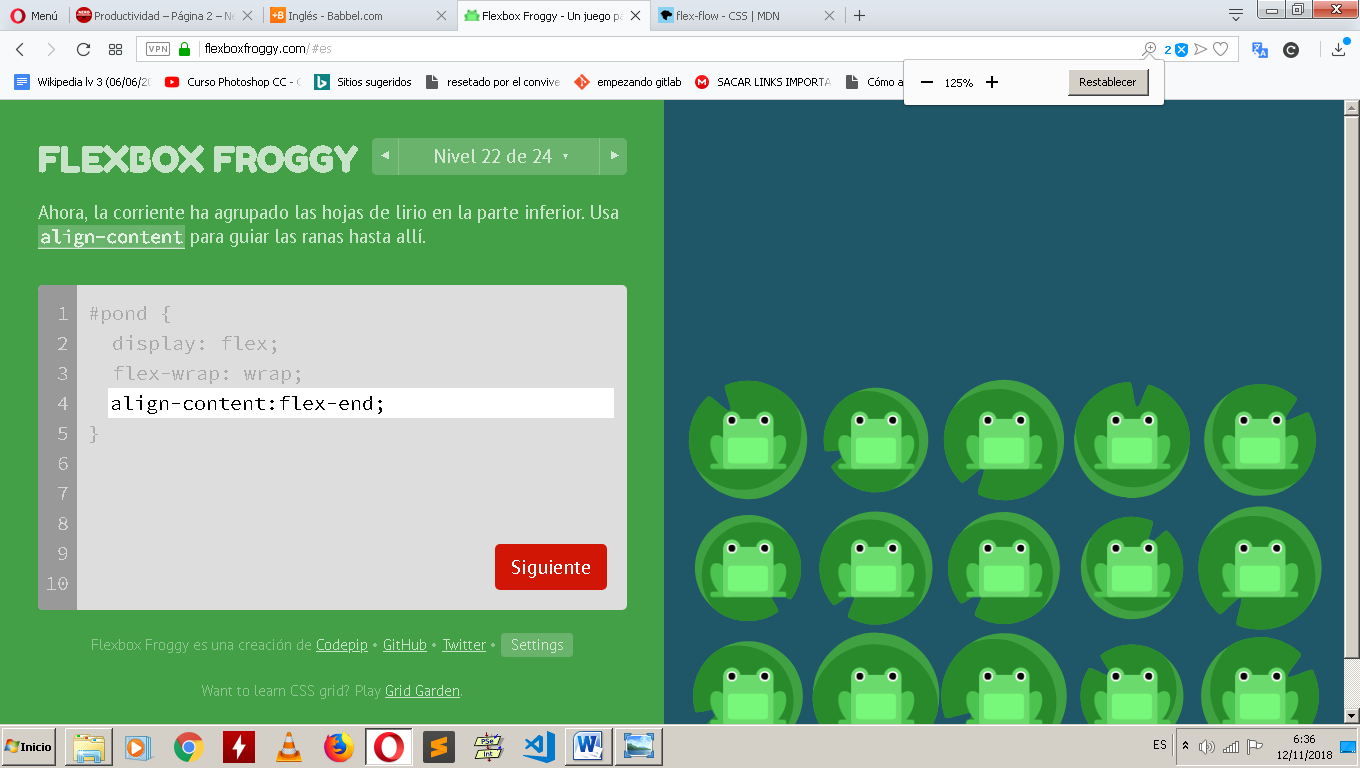 Menú
Productividad – Página 2 – Ne
Inglés - Babbel.com
Flexbox Froggy - Un juego pa
flex-flow - CSS | MDN
VPN
flexboxfroggy.com/#es
2
Wikipedia lv 3 (06/06/20
Curso Photoshop CC - C
Sitios sugeridos
resetado por el convive
empezando gitlab
SACAR LINKS IMPORTA
Cómo a
125%
Restablecer
FLEXBOX FROGGY
Nivel 22 de 24
Ahora, la corriente ha agrupado las hojas de lirio en la parte inferior. Usa
align-content para guiar las ranas hasta allí.
1 #pond {
2 display: flex;
3 flex-wrap: wrap;
4 align-content:flex-end;
5 }
6
7
8
9
10
Siguiente
Flexbox Froggy es una creación de Codepip • GitHub • Twitter • Settings
Want to learn CSS grid? Play Grid Garden.
Inicio
ES
6:36
12/11/2018